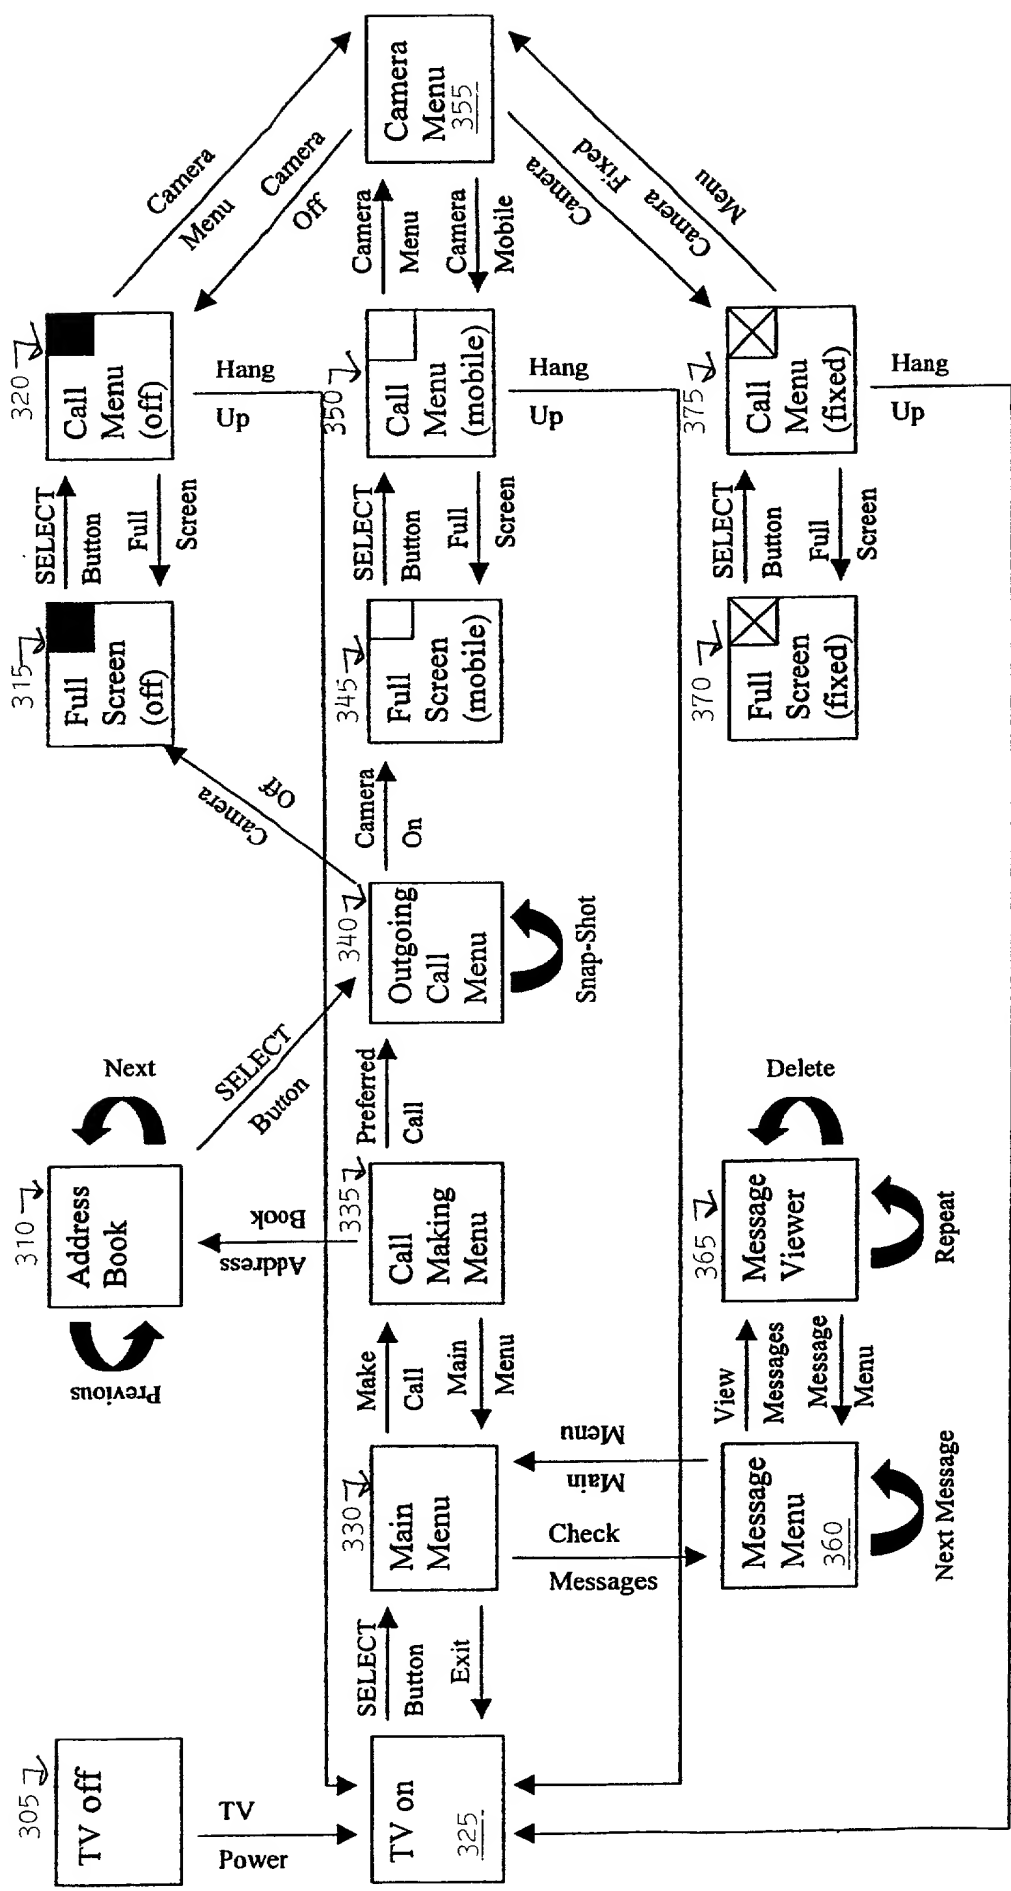 305
TV off
TV
Power
TV on
325
SELECT
Button
Exit
330
Main
Menu
Check
Messages
Main
Menu
Make
Call
Main
Menu
335
Call
Making
Menu
Address
Book
310
Address
Book
Previous
Next
SELECT
Button
Preferred
Call
340
Outgoing
Call
Menu
Snap-Shot
Camera
Off
Camera
On
315
Full
Screen
(off)
SELECT
Button
Full
Screen
320
Call
Menu
(off)
Hang
Up
Camera
Menu
Camera
Off
345
Full
Screen
(mobile)
SELECT
Button
Full
Screen
350
Call
Menu
(mobile)
Hang
Up
Camera
Menu
Camera
Mobile
Camera
Menu
355
Camera
Fixed
Camera
Menu
370
Full
Screen
(fixed)
SELECT
Button
Full
Screen
375
Call
Menu
(fixed)
Hang
Up
Message
Menu
360
Next Message
View
Messages
Message
Menu
365
Message
Viewer
Delete
Repeat